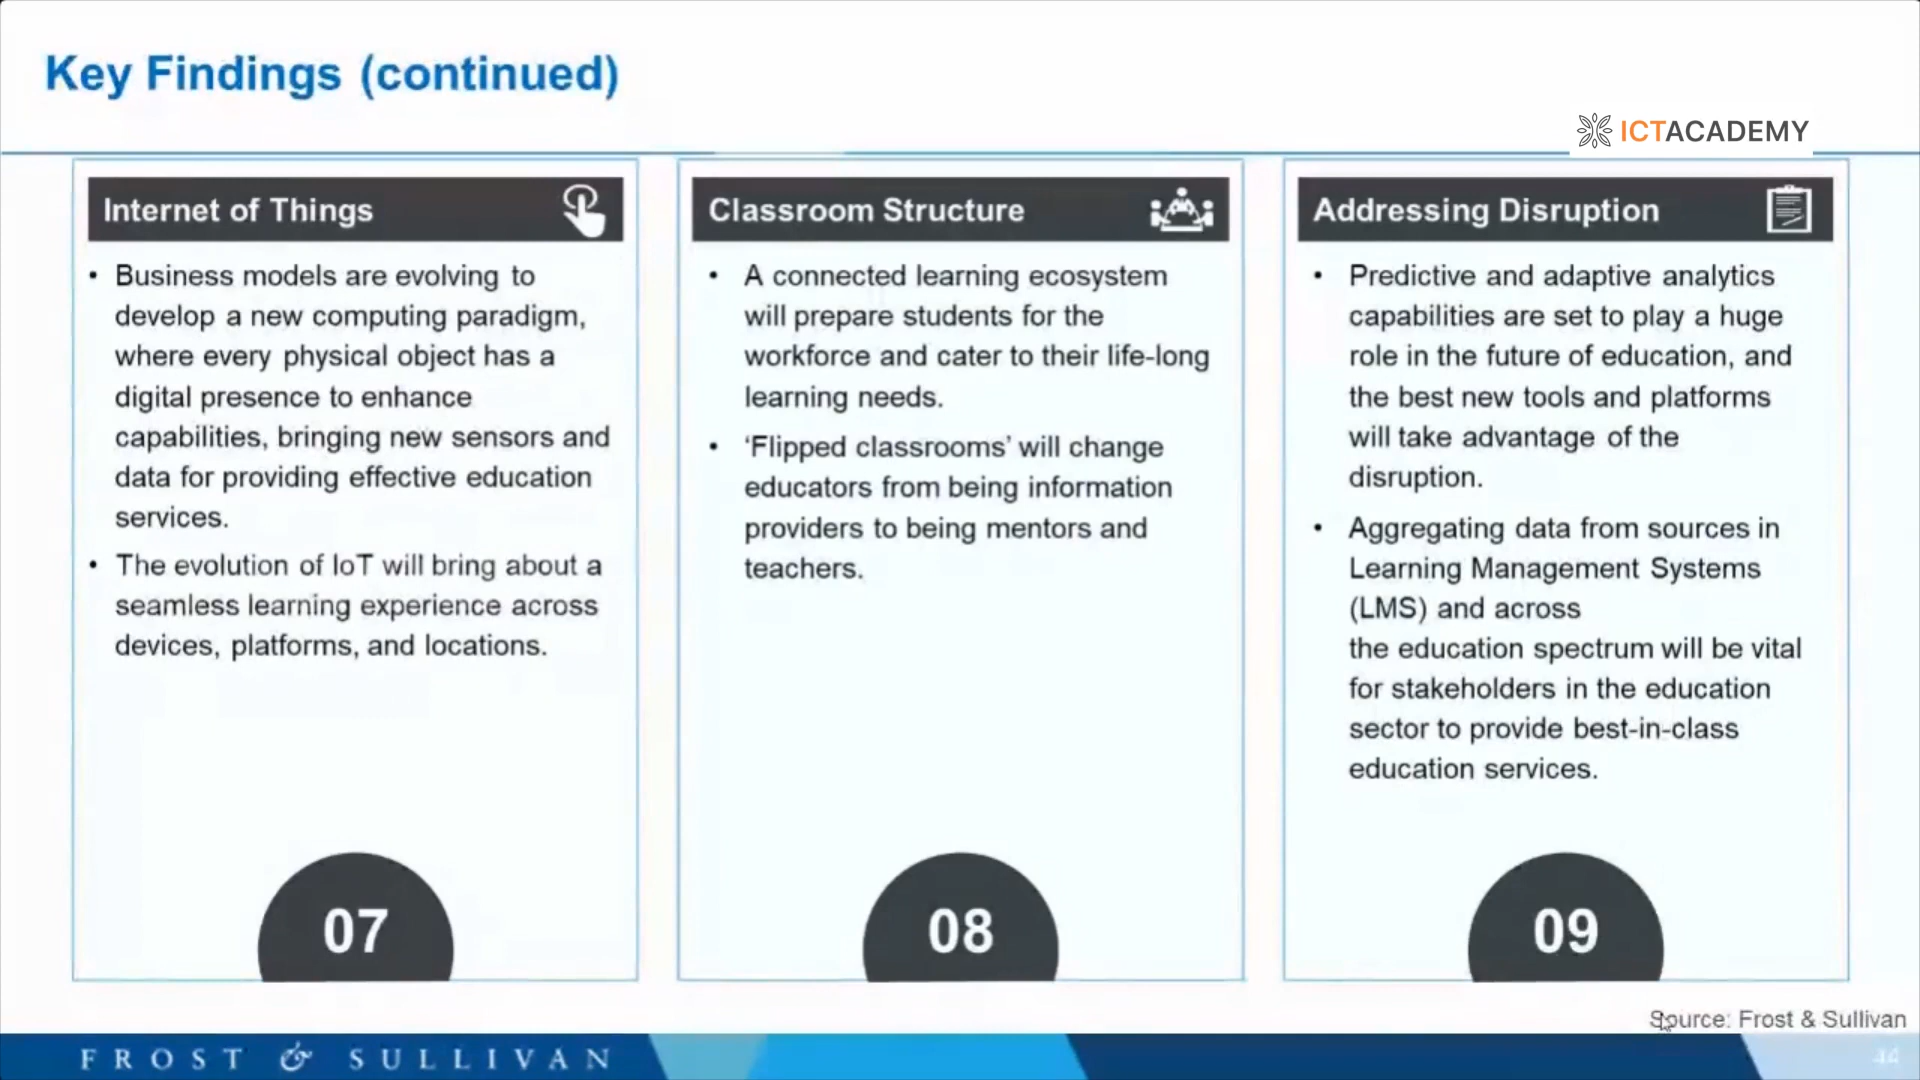 Key Findings (continued)
ICTACADEMY
Internet of Things
• Business models are evolving to
develop a new computing paradigm,
where every physical object has a
digital presence to enhance
capabilities, bringing new sensors and
data for providing effective education
services.
• The evolution of IoT will bring about a
seamless learning experience across
devices, platforms, and locations.
07
Classroom Structure
• A connected learning ecosystem
will prepare students for the
workforce and cater to their life-long
learning needs.
• ‘Flipped classrooms’ will change
educators from being information
providers to being mentors and
teachers.
08
Addressing Disruption
• Predictive and adaptive analytics
capabilities are set to play a huge
role in the future of education, and
the best new tools and platforms
will take advantage of the
disruption.
• Aggregating data from sources in
Learning Management Systems
(LMS) and across
the education spectrum will be vital
for stakeholders in the education
sector to provide best-in-class
education services.
09
Source: Frost & Sullivan
FROST & SULLIVAN
44